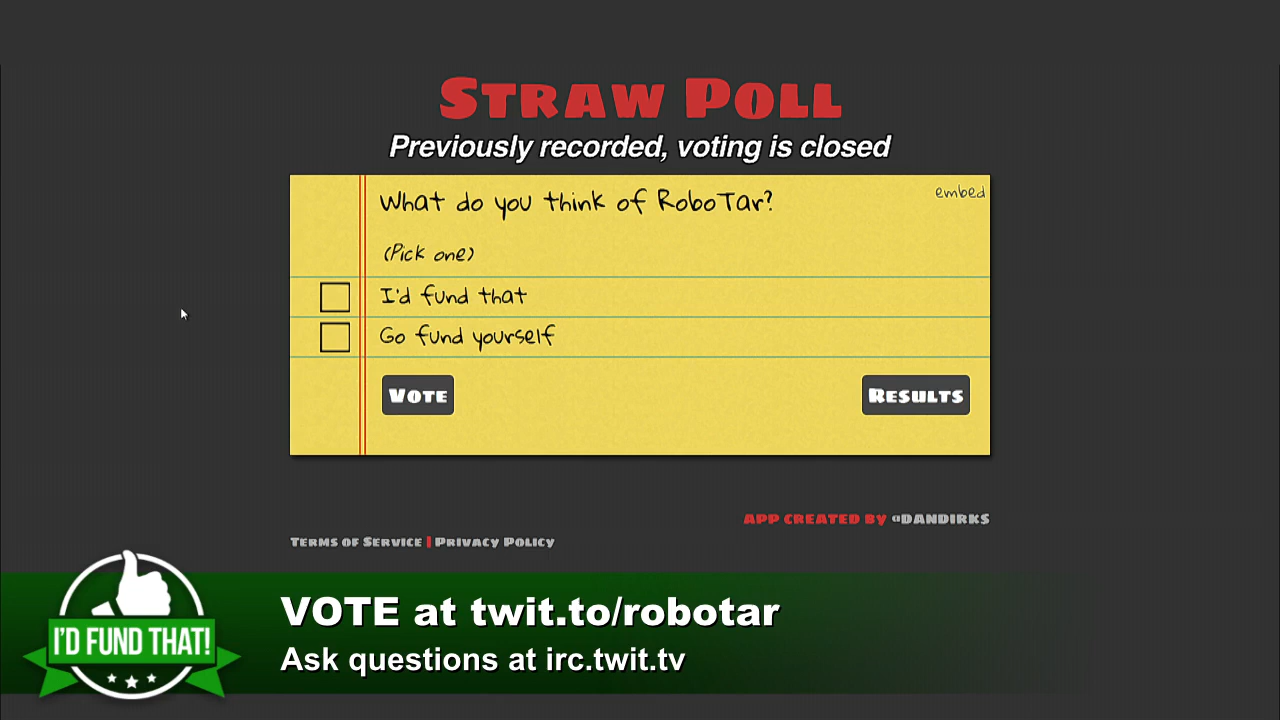 Straw Poll
Previously recorded, voting is closed
What do you think of RoboTar?
embed
(Pick one)
I'd fund that
Go fund yourself
Vote
Results
APP CREATED BY @DANDIRKS
Terms of Service | Privacy Policy
I'D FUND THAT!
VOTE at twit.to/robotar
Ask questions at irc.twit.tv